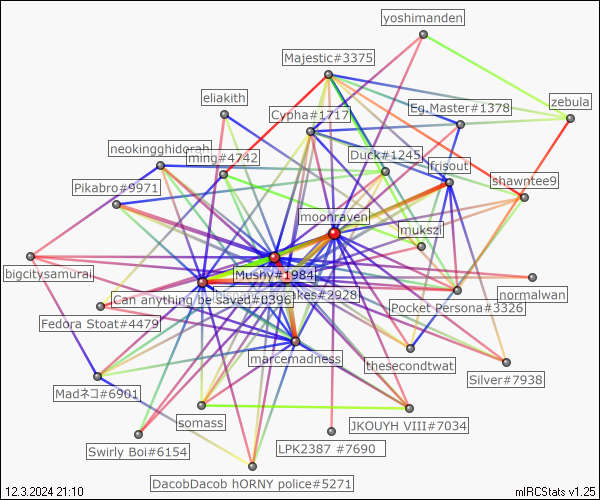 yoshimanden
Majestic#3375
eliakith
Eg.Master#1378
zebula
Cypha#1717
neokingghidorah
ming#4742
Duck#1245
frisout
shawntee9
Pikabro#9971
moonraven
mukszi
bigcitysamurai
Mushy#1984
normalwan
Can anything be saved#0396
akes#2928
Pocket Persona#3326
Fedora Stoat#4479
marcemadness
thesecondtwat
Silver#7938
Madネコ#6901
somass
JKOUYH VIII#7034
Swirly Boi#6154
LPK2387 #7690
DacobDacob hORNY police#5271
12.3.2024 21:10
mIRCStats v1.25